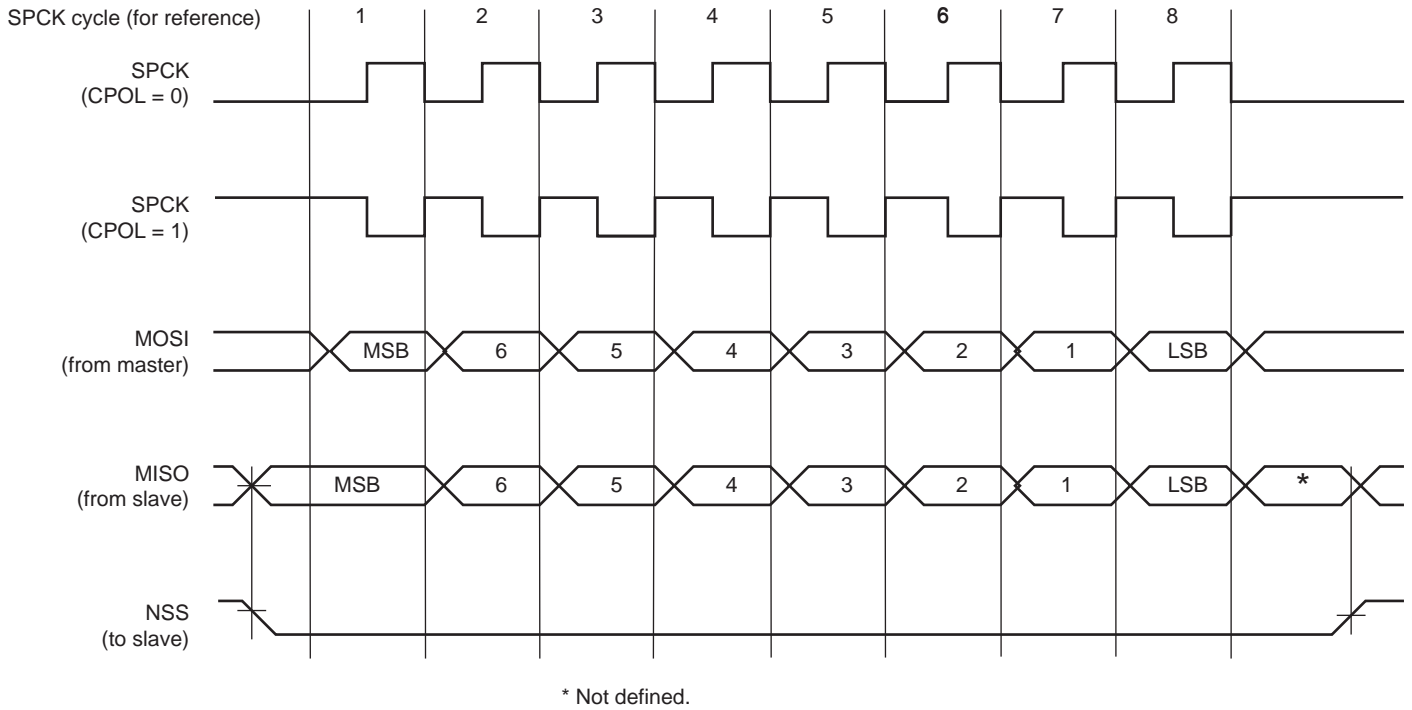 SPCK cycle (for reference) 1 2 3 4 5 6 7 8
SPCK
(CPOL = 0)
SPCK
(CPOL = 1)
MOSI
(from master)
MSB 6 5 4 3 2 1 LSB
MISO
(from slave)
MSB 6 5 4 3 2 1 LSB *
NSS
(to slave)
* Not defined.